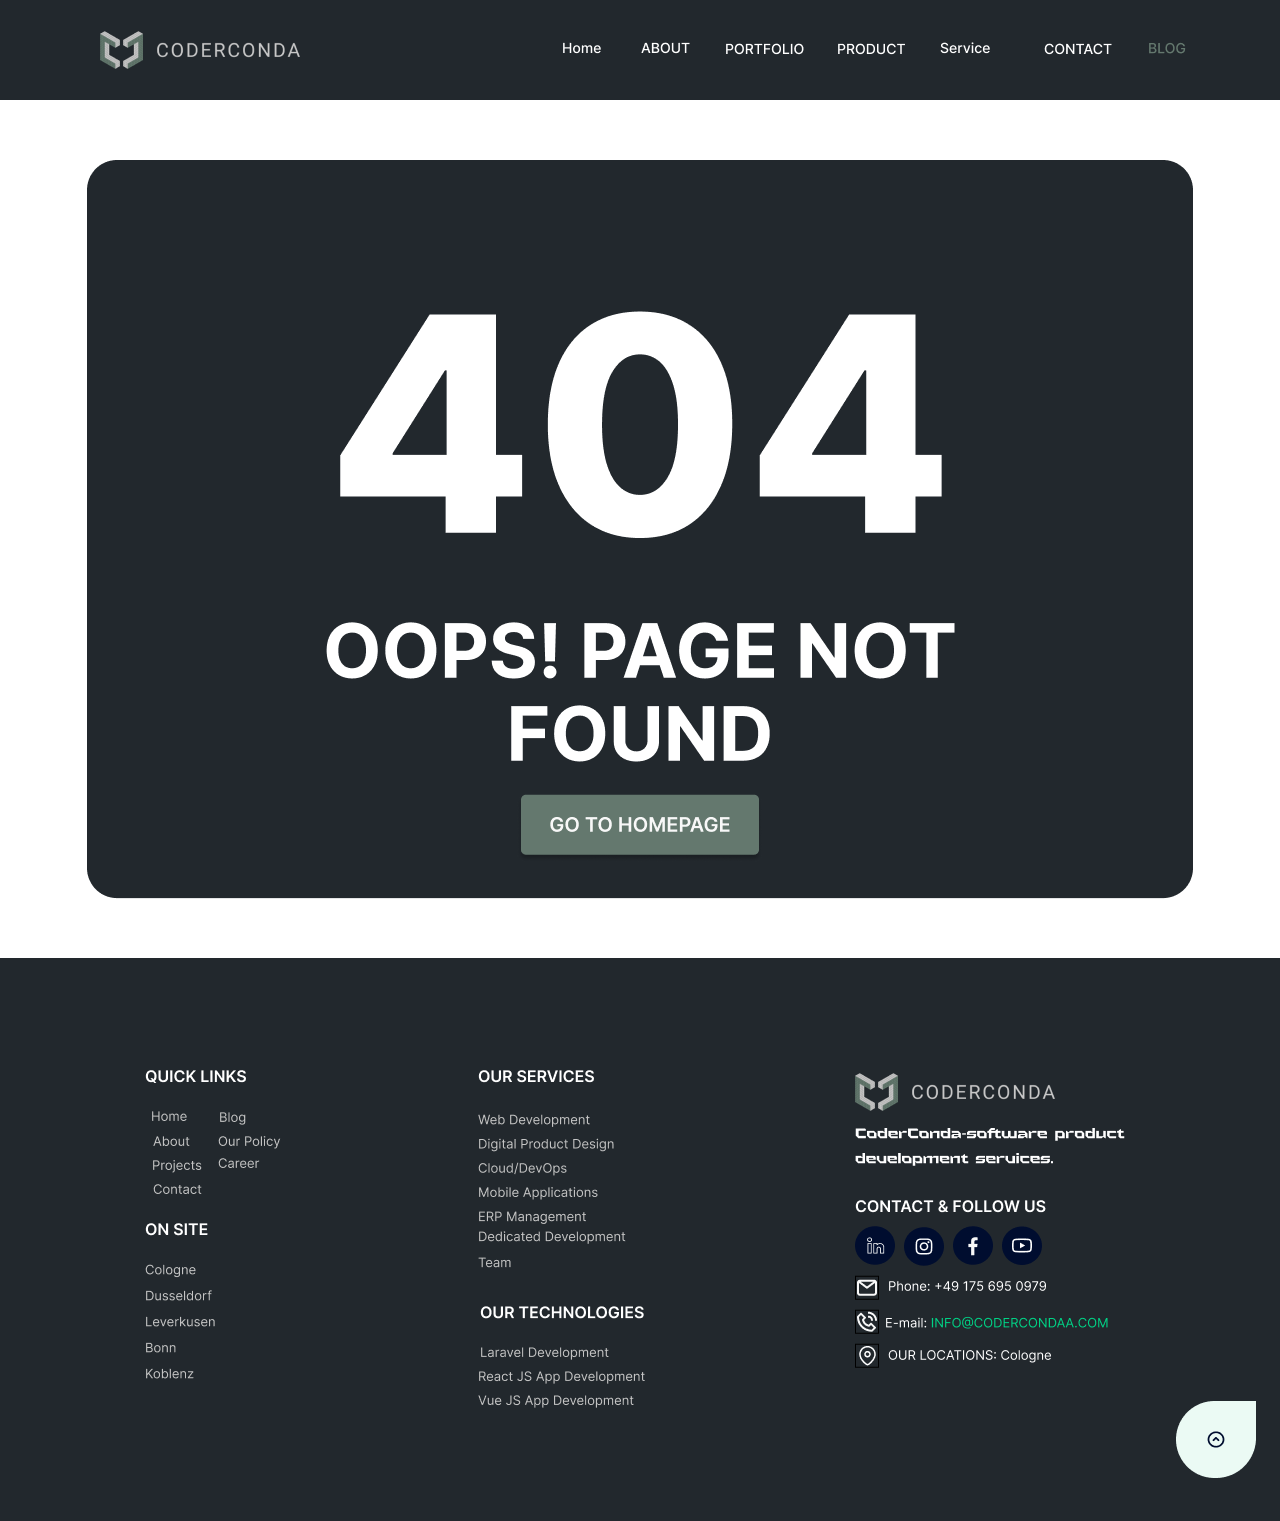 CODERCONDA
Home ABOUT PORTFOLIO PRODUCT Service CONTACT BLOG
404
OOPS! PAGE NOT
FOUND
GO TO HOMEPAGE
QUICK LINKS
Home Blog
About Our Policy
Projects Career
Contact
ON SITE
Cologne
Dusseldorf
Leverkusen
Bonn
Koblenz
OUR SERVICES
Web Development
Digital Product Design
Cloud/DevOps
Mobile Applications
ERP Management
Dedicated Development
Team
OUR TECHNOLOGIES
Laravel Development
React JS App Development
Vue JS App Development
CODERCONDA
CoderConda-software product
development services.
CONTACT & FOLLOW US
Phone: +49 175 695 0979
E-mail: INFO@CODERCONDAA.COM
OUR LOCATIONS: Cologne